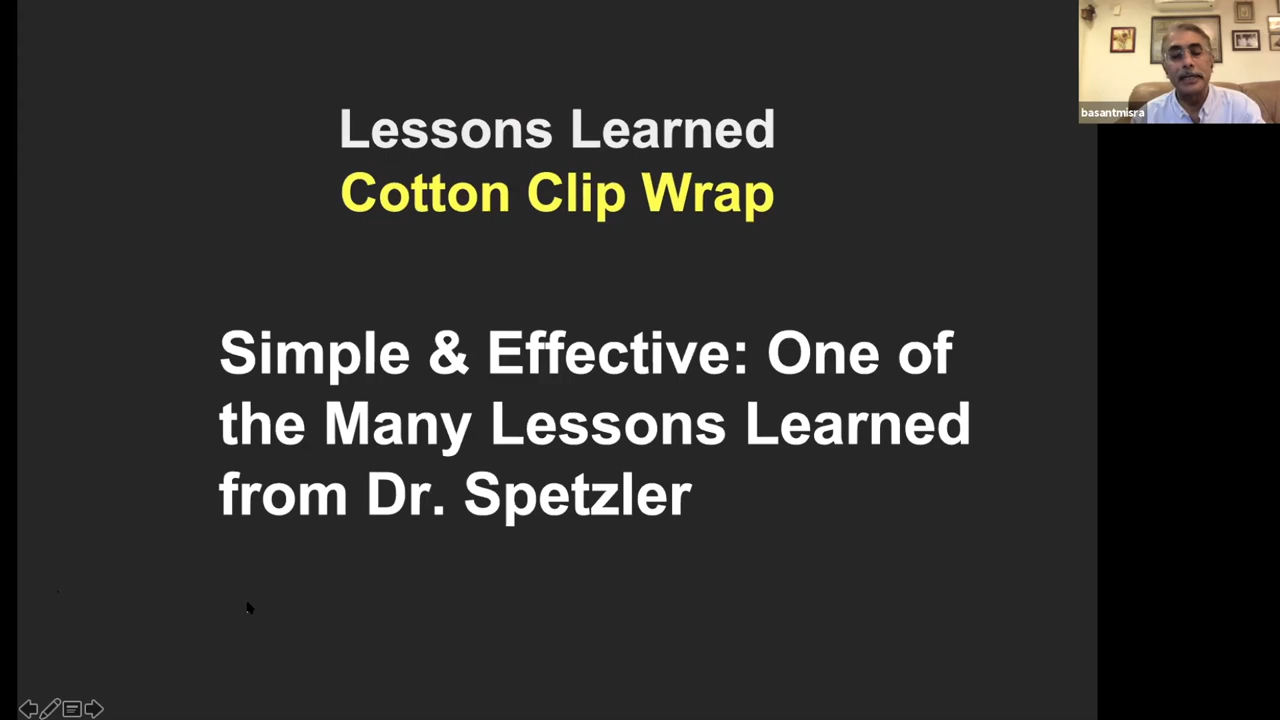 Lessons Learned
Cotton Clip Wrap
Simple & Effective: One of
the Many Lessons Learned
from Dr. Spetzler
basantmisra